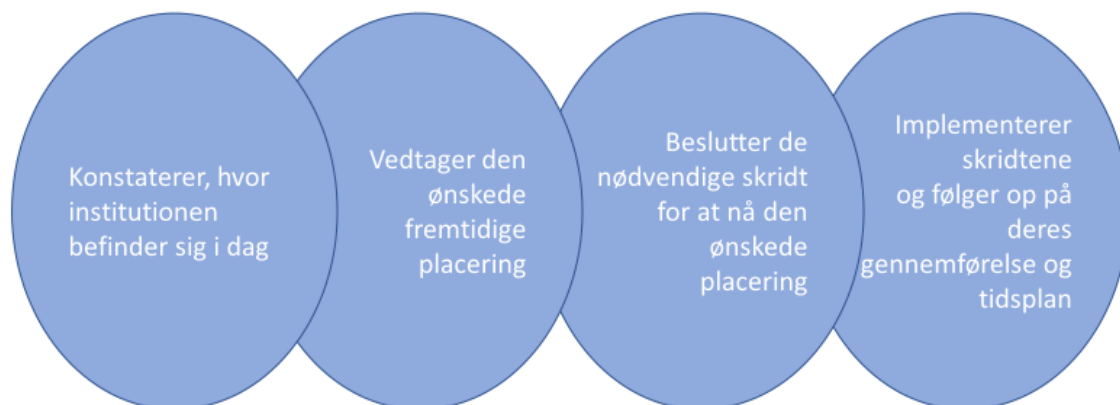 Konstaterer, hvor
institutionen
befinder sig i dag
Vedtager den
ønskede
fremtidige
placering
Beslutter de
nødvendige skridt
for at nå den
ønskede
placering
Implementerer
skridtene
og følger op på
deres
gennemførelse og
tidsplan